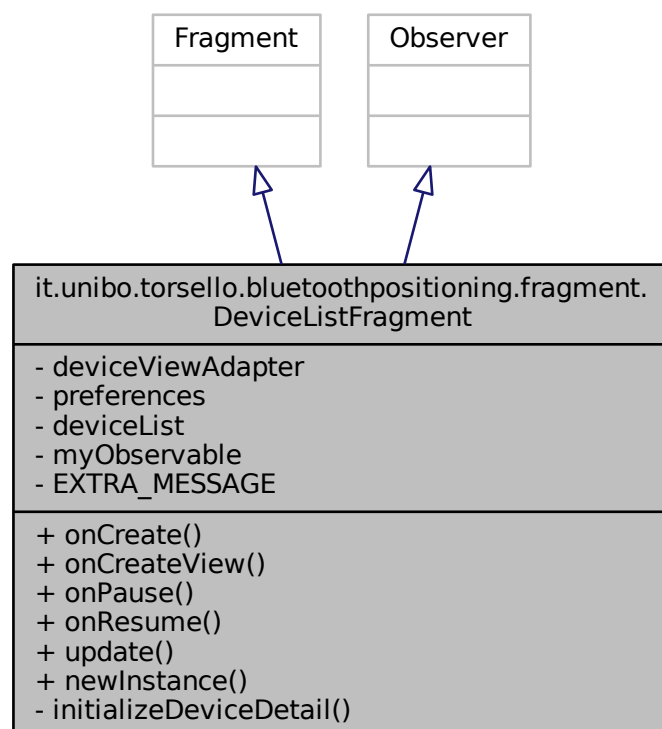 Fragment
Observer
it.unibo.torsello.bluetoothpositioning.fragment.
DeviceListFragment
- deviceViewAdapter
- preferences
- deviceList
- myObservable
- EXTRA_MESSAGE
+ onCreate()
+ onCreateView()
+ onPause()
+ onResume()
+ update()
+ newInstance()
- initializeDeviceDetail()